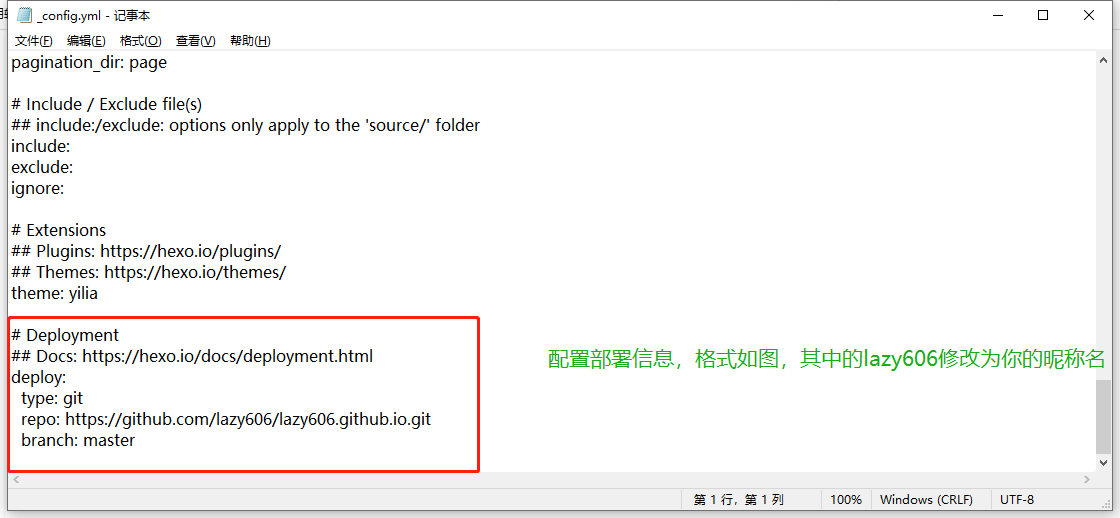 _config.yml - 记事本
文件(F) 编辑(E) 格式(O) 查看(V) 帮助(H)
pagination_dir: page
# Include / Exclude file(s)
## include:/exclude: options only apply to the 'source/' folder
include:
exclude:
ignore:
# Extensions
## Plugins: https://hexo.io/plugins/
## Themes: https://hexo.io/themes/
theme: yilia
# Deployment
## Docs: https://hexo.io/docs/deployment.html
deploy:
  type: git
  repo: https://github.com/lazy606/lazy606.github.io.git
  branch: master
配置部署信息，格式如图，其中的lazy606修改为你的昵称名
第 1 行，第 1 列 100% Windows (CRLF) UTF-8